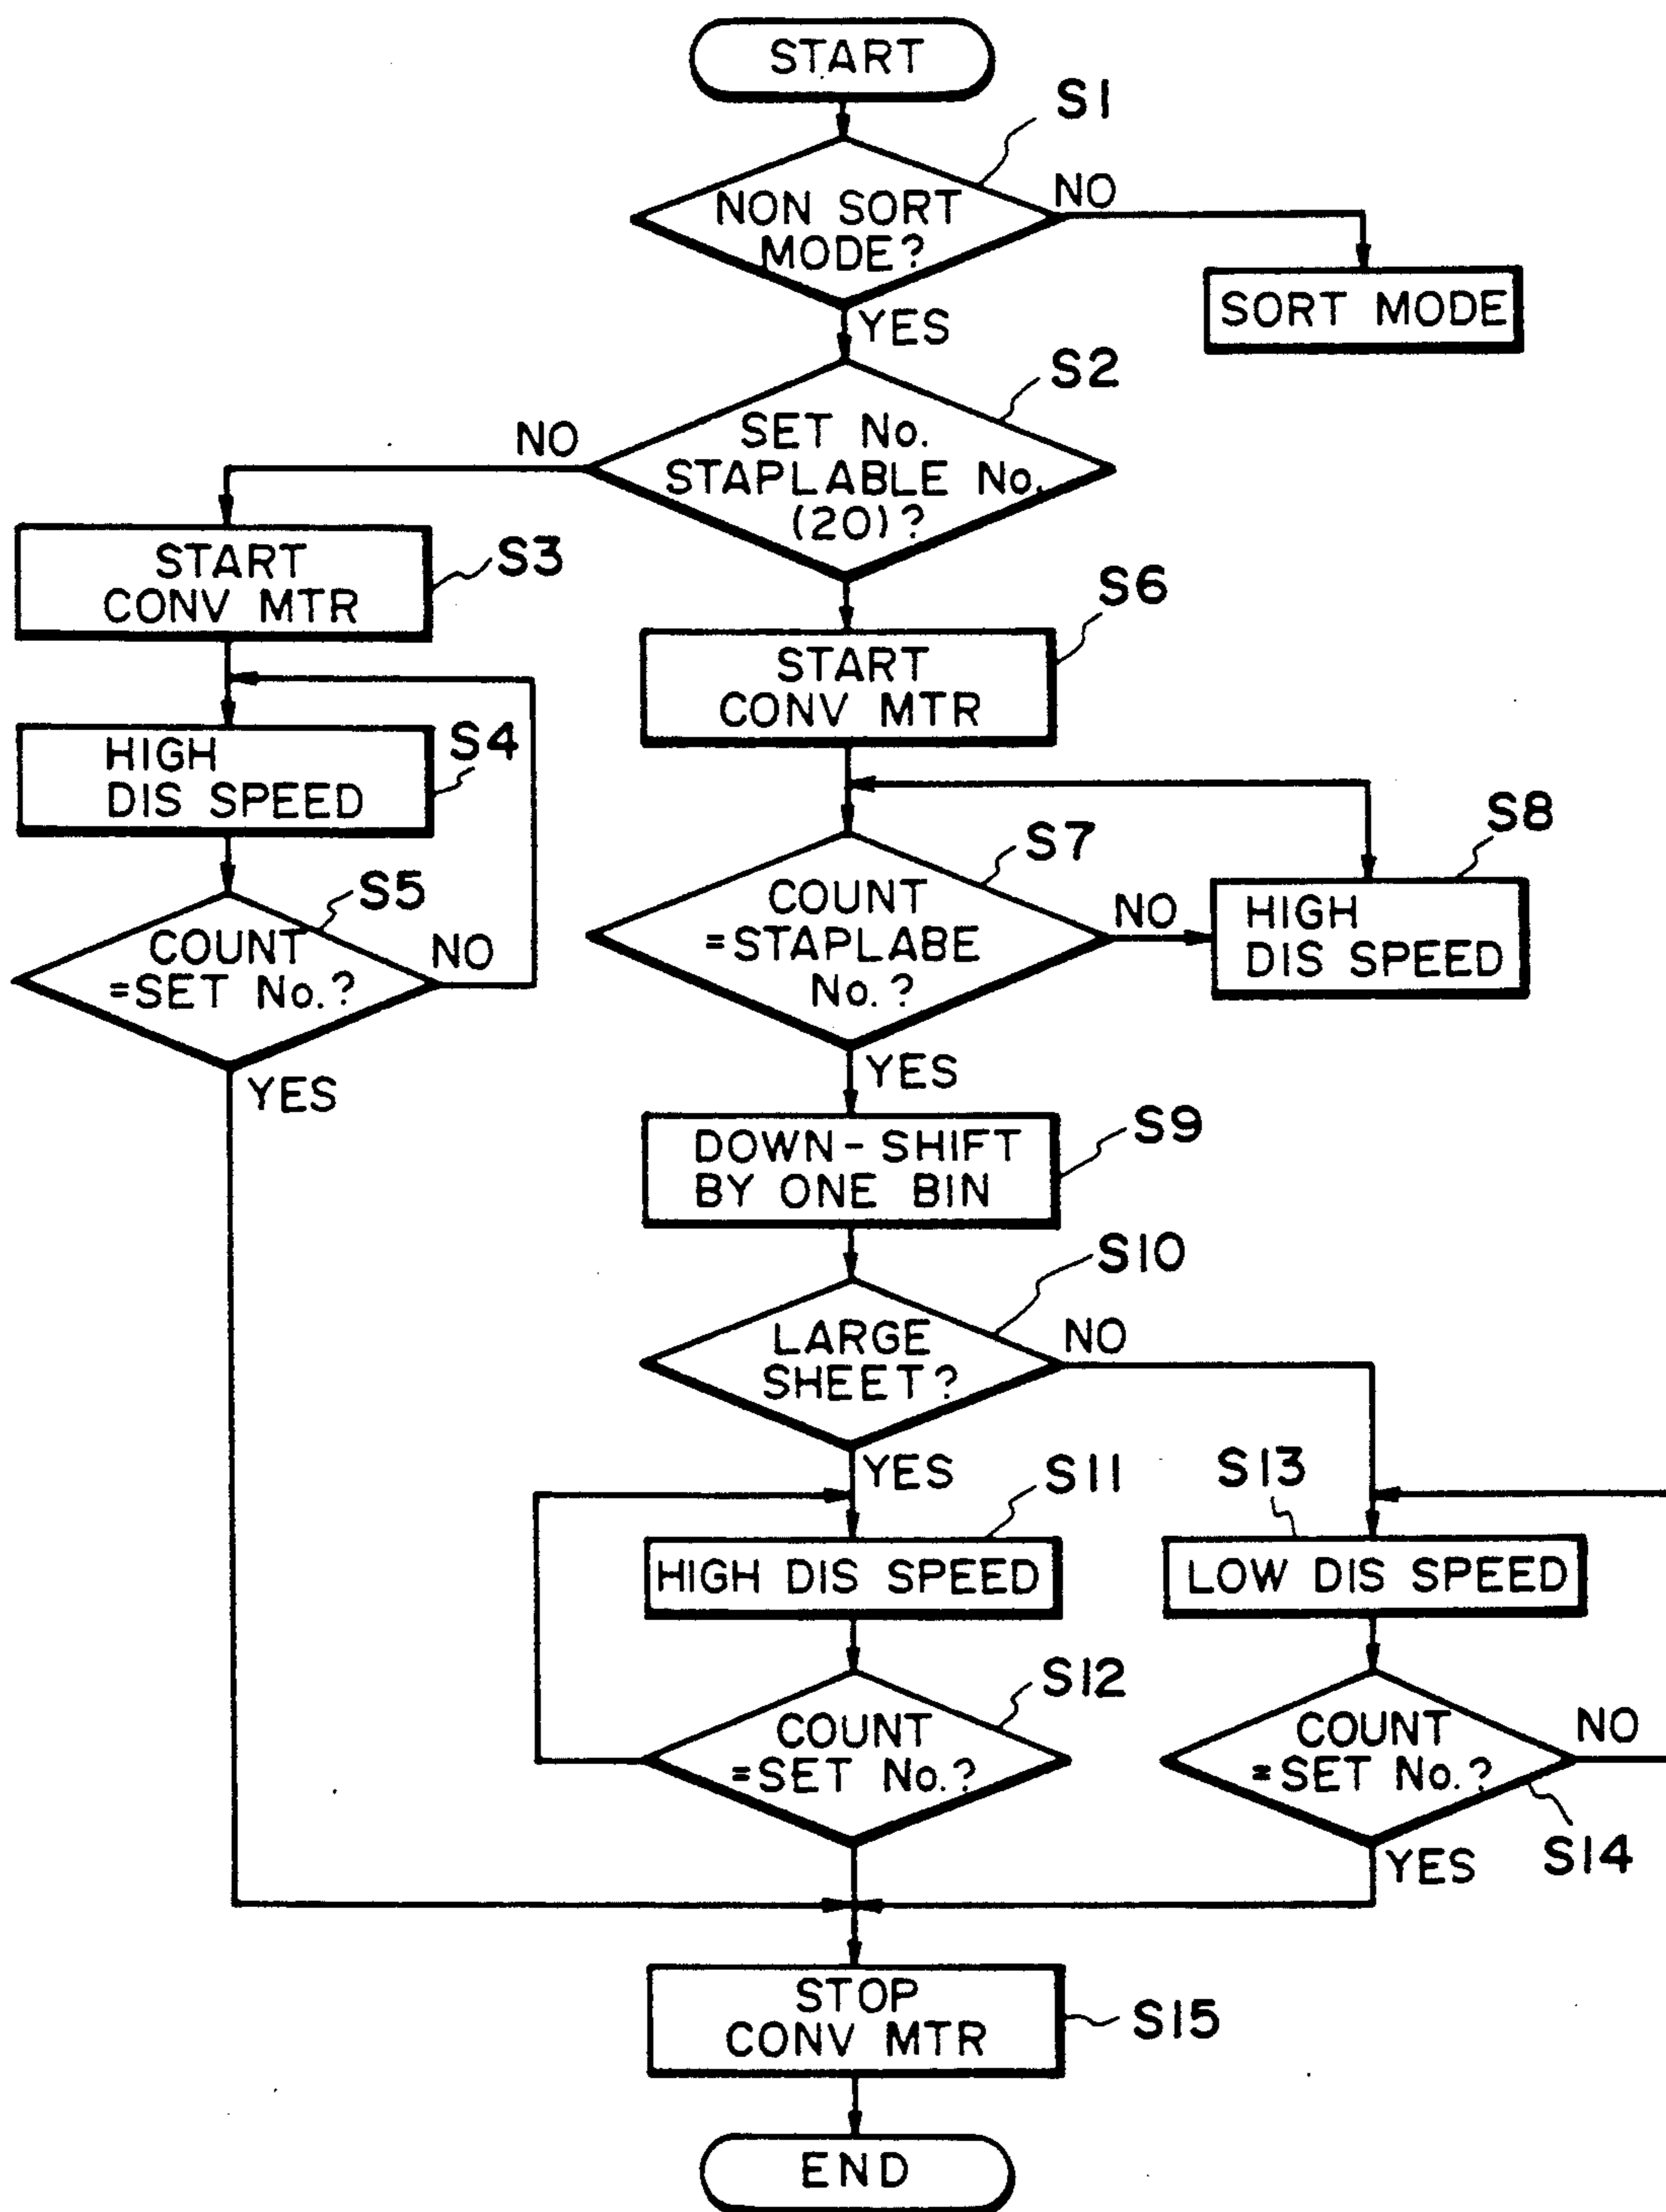 START
S1
NON SORT
MODE?
NO
SORT MODE
YES
S2
SET No.
STAPLABLE No.
(20)?
NO
START
CONV MTR
S3
S6
START
CONV MTR
HIGH
DIS SPEED
S4
S5
COUNT
=SET No.?
NO
YES
S7
COUNT
=STAPLABE
No.?
NO
S8
HIGH
DIS SPEED
YES
DOWN-SHIFT
BY ONE BIN
S9
S10
LARGE
SHEET?
NO
YES
S11
HIGH DIS SPEED
S13
LOW DIS SPEED
S12
COUNT
=SET No.?
COUNT
=SET No.?
NO
S14
YES
STOP
CONV MTR
S15
END